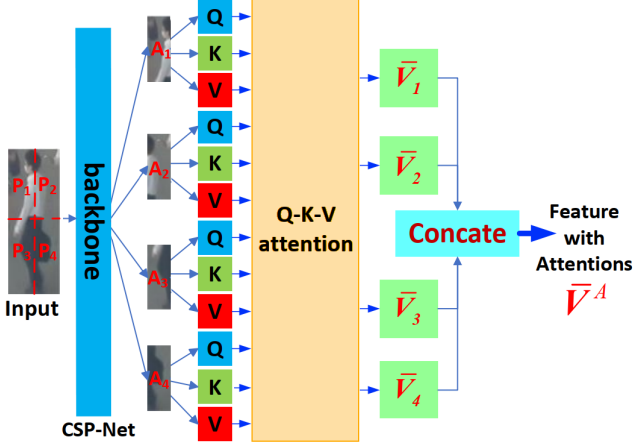 P1 P2
P3 P4
Input
backbone
CSP-Net
A1
A2
A3
A4
Q
K
V
Q
K
V
Q
K
V
Q
K
V
Q-K-V
attention
V̅1
V̅2
V̅3
V̅4
Concate
Feature
with
Attentions
V̅ A